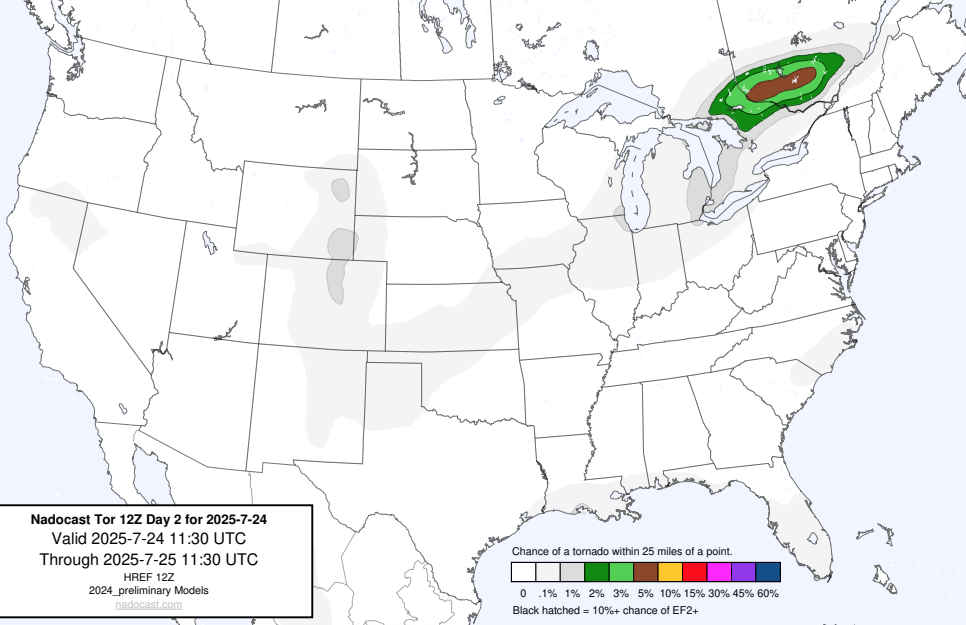 Nadocast Tor 12Z Day 2 for 2025-7-24
Valid 2025-7-24 11:30 UTC
Through 2025-7-25 11:30 UTC
HREF 12Z
2024_preliminary Models
nadocast.com
Chance of a tornado within 25 miles of a point.
0 .1% 1% 2% 3% 5% 10% 15% 30% 45% 60%
Black hatched = 10%+ chance of EF2+